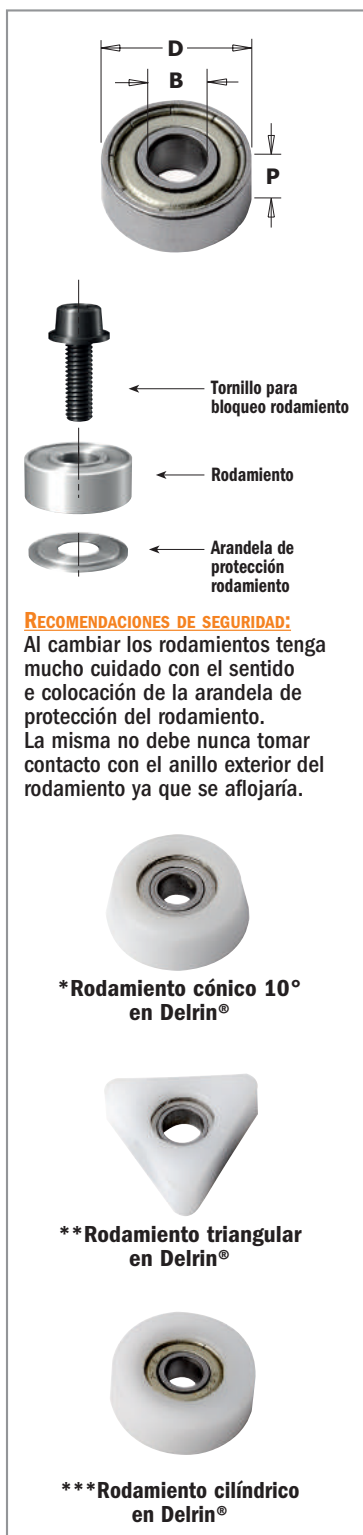 D
B
P
Tornillo para
bloqueo rodamiento
Rodamiento
Arandela de
protección
rodamiento
RECOMENDACIONES DE SEGURIDAD:
Al cambiar los rodamientos tenga
mucho cuidado con el sentido
e colocación de la arandela de
protección del rodamiento.
La misma no debe nunca tomar
contacto con el anillo exterior del
rodamiento ya que se aflojaría.
*Rodamiento cónico 10°
en Delrin®
**Rodamiento triangular
en Delrin®
***Rodamiento cilíndrico
en Delrin®